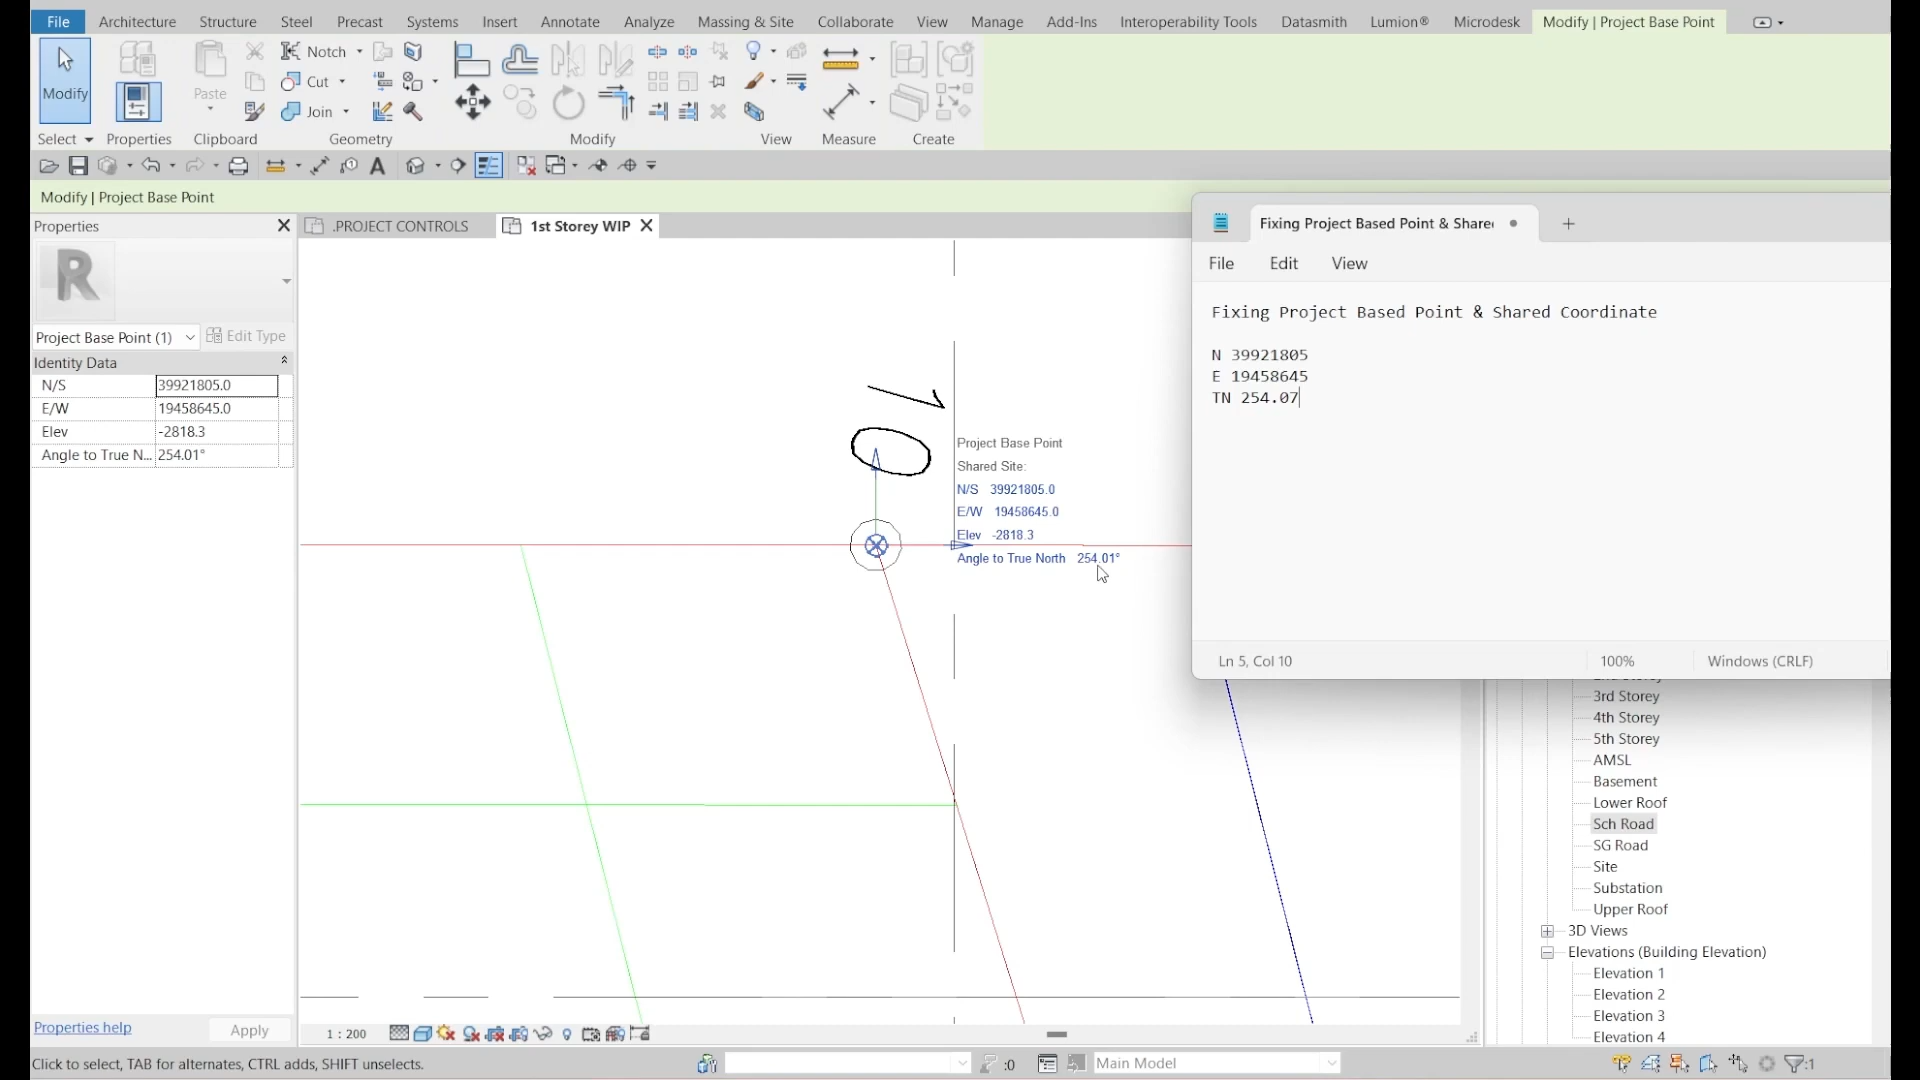 File Architecture Structure Steel Precast Systems Insert Annotate Analyze Massing & Site Collaborate View Manage Add-Ins Interoperability Tools Datasmith Lumion® Microdesk Modify | Project Base Point
Modify
Paste
Notch
Cut
Join
Select Properties Clipboard Geometry Modify View Measure Create
Modify | Project Base Point
Properties
.PROJECT CONTROLS
1st Storey WIP
R
Project Base Point (1) Edit Type
Identity Data
N/S 39921805.0
E/W 19458645.0
Elev -2818.3
Angle to True N... 254.01°
Project Base Point
Shared Site:
N/S 39921805.0
E/W 19458645.0
Elev -2818.3
Angle to True North 254.01°
Fixing Project Based Point & Share
File Edit View
Fixing Project Based Point & Shared Coordinate
N 39921805
E 19458645
TN 254.07
Ln 5, Col 10 100% Windows (CRLF)
3rd Storey
4th Storey
5th Storey
AMSL
Basement
Lower Roof
Sch Road
SG Road
Site
Substation
Upper Roof
3D Views
Elevations (Building Elevation)
Elevation 1
Elevation 2
Elevation 3
Elevation 4
Properties help Apply
1 : 200
Click to select, TAB for alternates, CTRL adds, SHIFT unselects.
:0
Main Model
:1